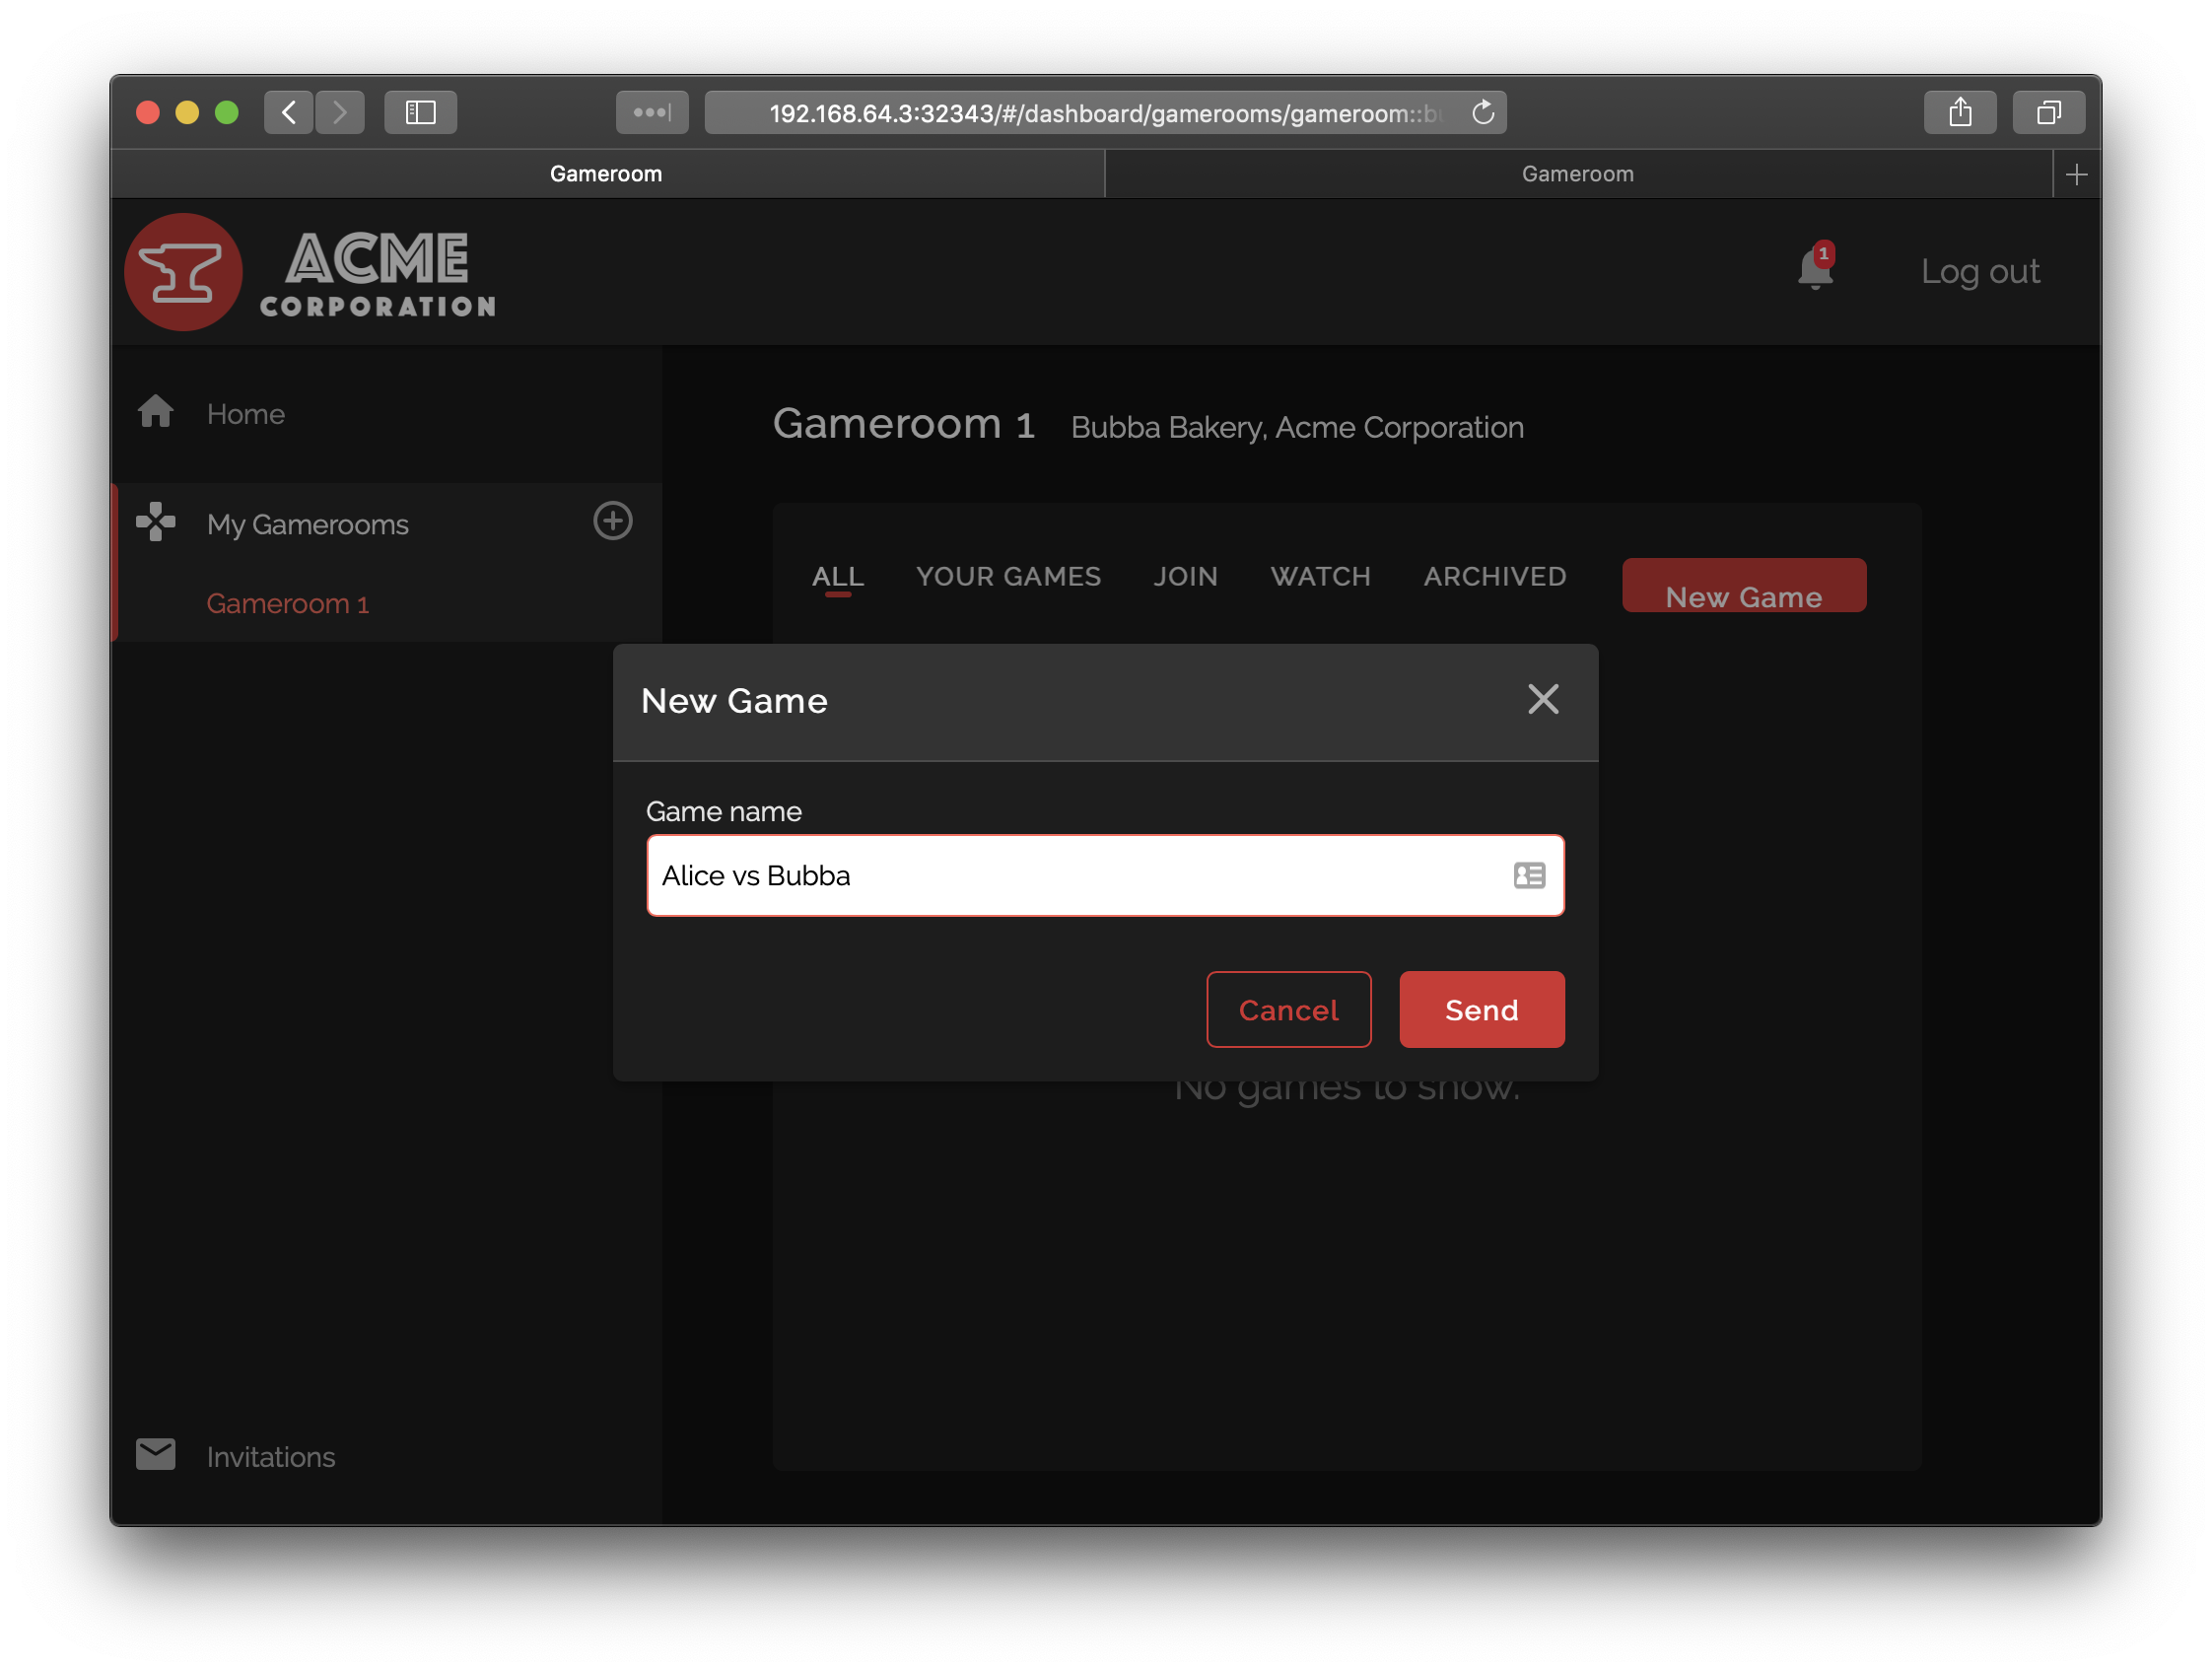 192.168.64.3:32343/#/dashboard/gamerooms/gameroom::b
Gameroom
Gameroom
ACME
CORPORATION
1
Log out
Home
Gameroom 1 Bubba Bakery, Acme Corporation
My Gamerooms
Gameroom 1
ALL YOUR GAMES JOIN WATCH ARCHIVED New Game
New Game
Game name
Alice vs Bubba
Cancel Send
No games to show.
Invitations